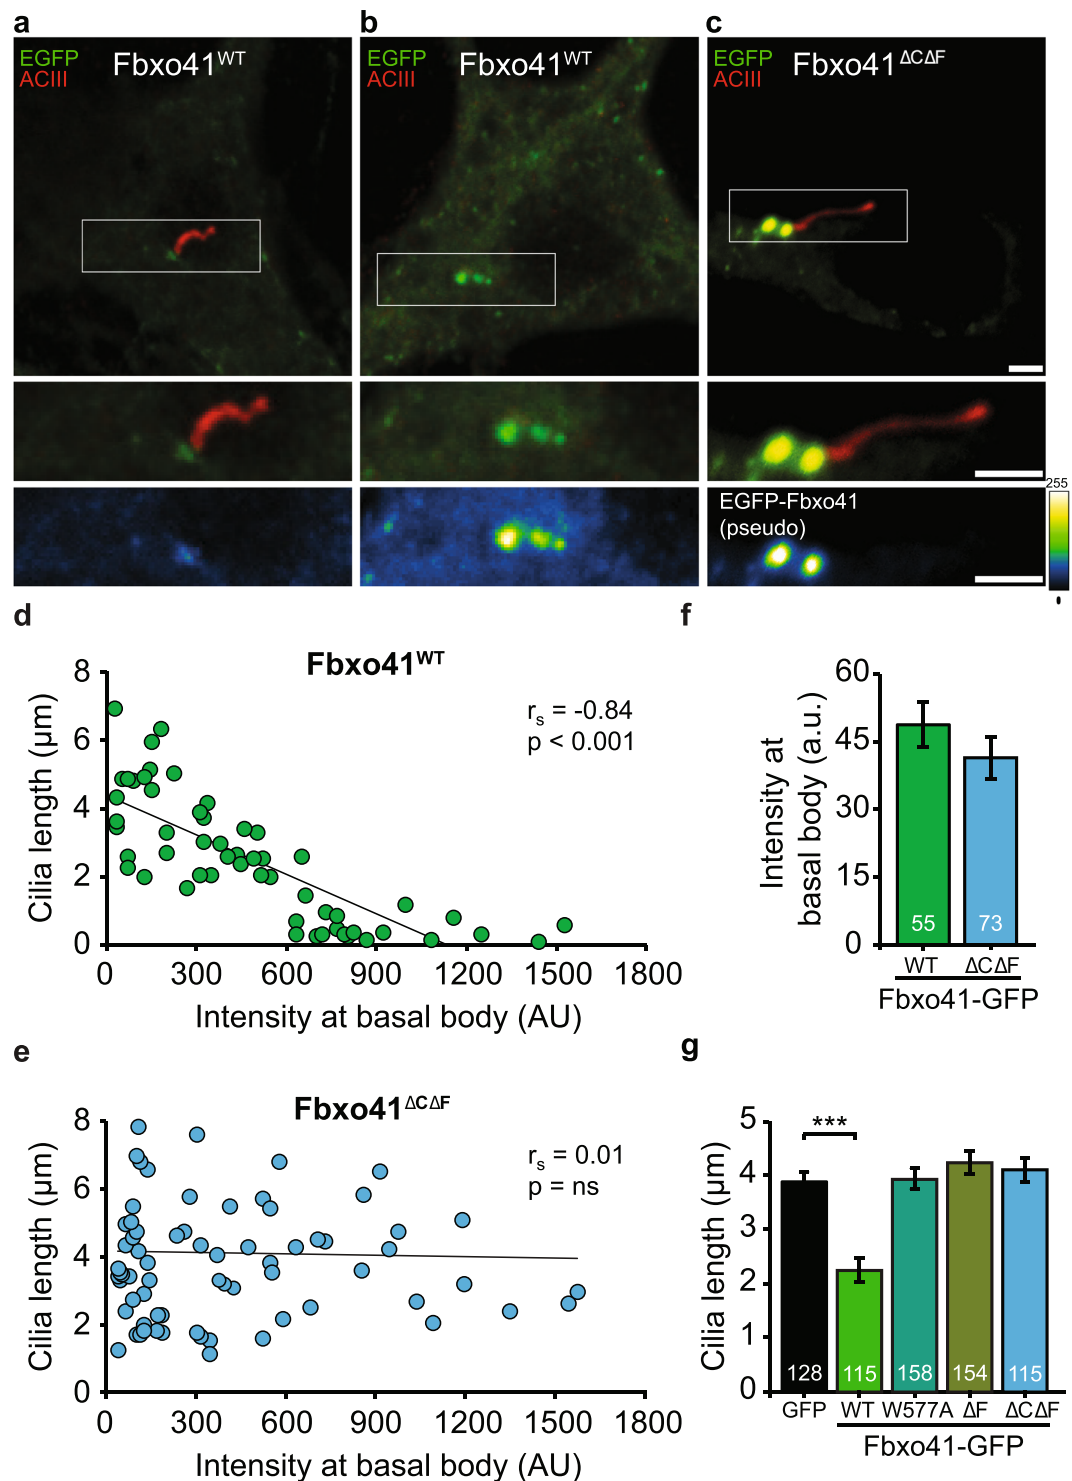 a
b
c
EGFP
ACIII
Fbxo41WT
EGFP
ACIII
Fbxo41WT
EGFP
ACIII
Fbxo41ΔCΔF
EGFP-Fbxo41
(pseudo)
255
0
d
Fbxo41WT
rs = -0.84
p < 0.001
Cilia length (µm)
8
6
4
2
0
0 300 600 900 1200 1500 1800
Intensity at basal body (AU)
e
Fbxo41ΔCΔF
rs = 0.01
p = ns
Cilia length (µm)
8
6
4
2
0
0 300 600 900 1200 1500 1800
Intensity at basal body (AU)
f
Intensity at
basal body (a.u.)
60
45
30
15
0
55 73
WT ΔCΔF
Fbxo41-GFP
g
Cilia length (µm)
5
4
3
2
1
0
***
128 115 158 154 115
GFP WT W577A ΔF ΔCΔF
Fbxo41-GFP